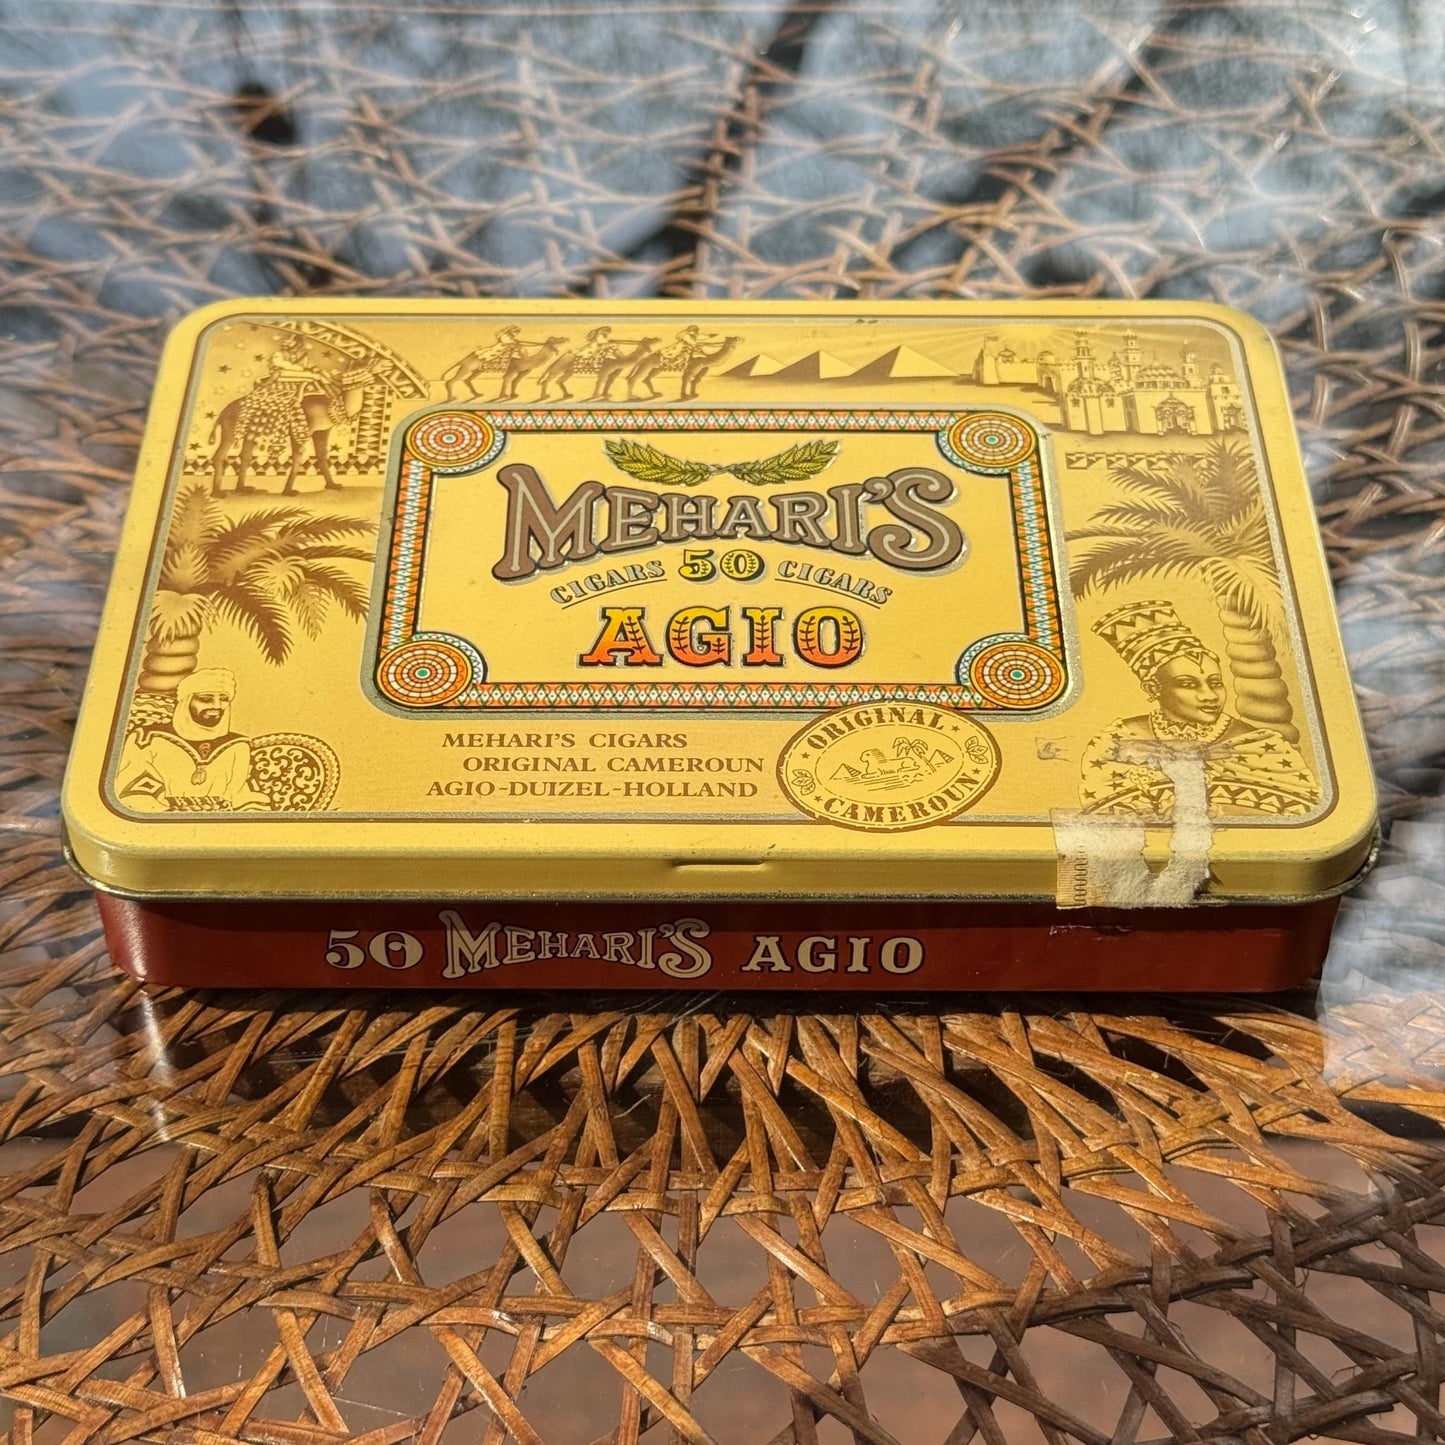 MEHARI'S
CIGARS 50 CIGARS
AGIO
MEHARI'S CIGARS
ORIGINAL CAMEROUN
AGIO-DUIZEL-HOLLAND
ORIGINAL
CAMEROUN
50 MEHARI'S AGIO